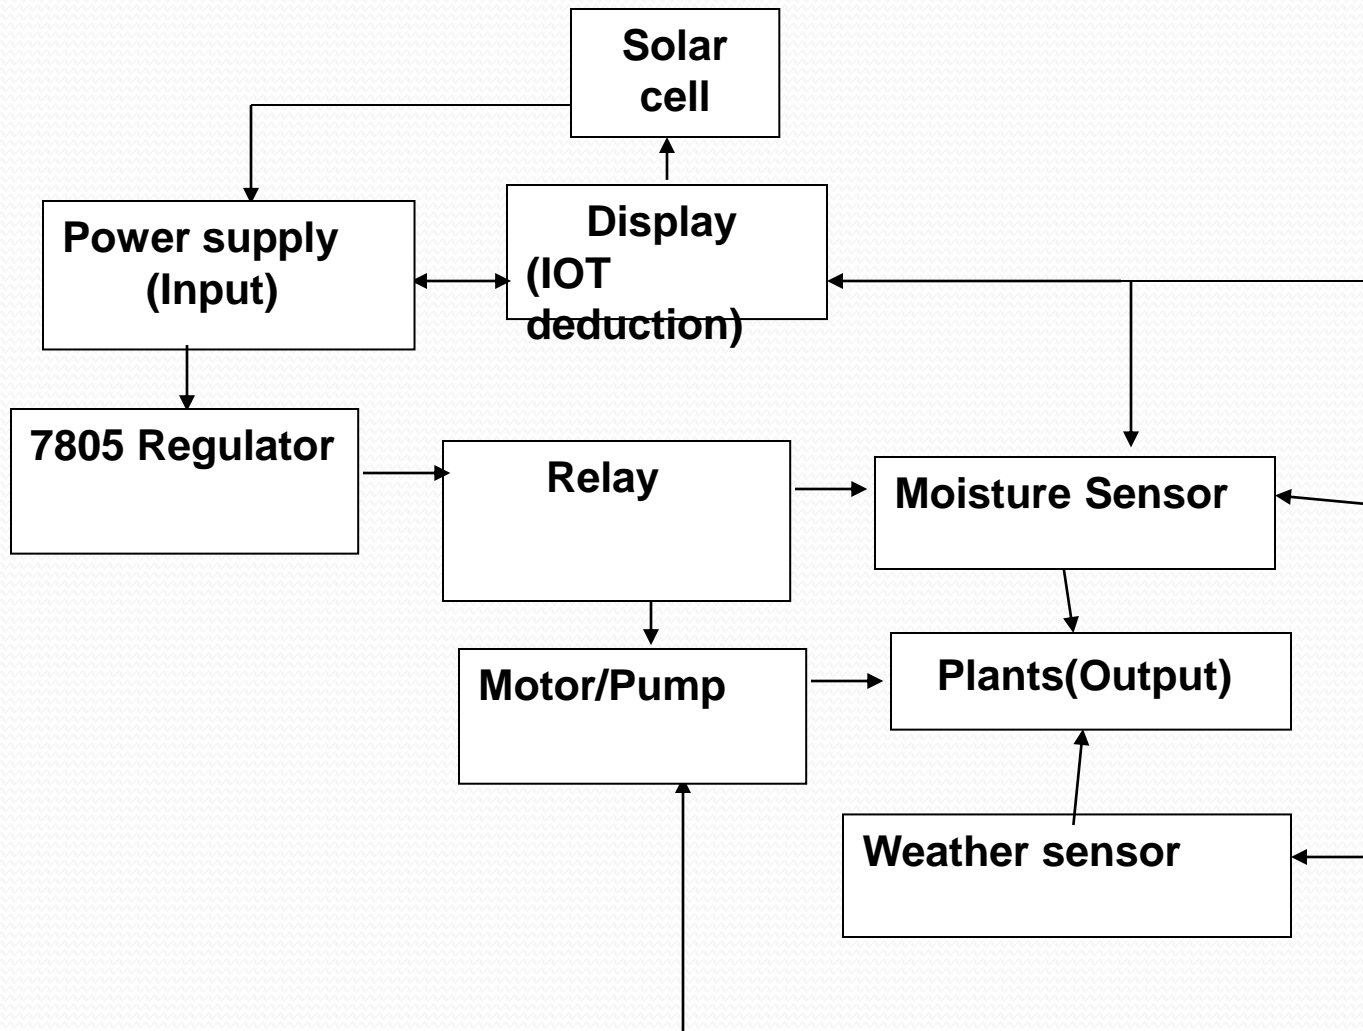 Solar
cell
Power supply
(Input)
Display
(IOT
deduction)
7805 Regulator
Relay
Moisture Sensor
Motor/Pump
Plants(Output)
Weather sensor